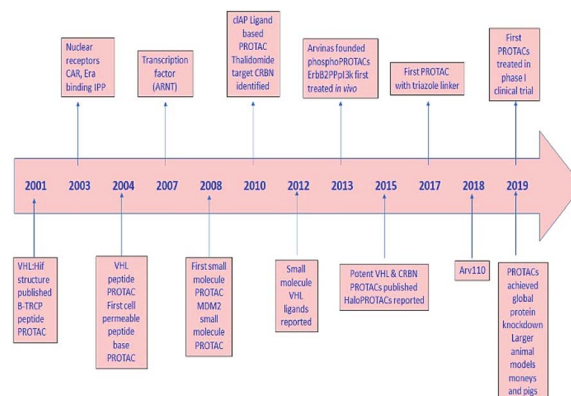 Nuclear
receptors
CAR, Era
binding IPP
Transcription
factor
(ARNT)
cIAP Ligand
based
PROTAC
Thalidomide
target CRBN
identified
Arvinas founded
phosphoPROTACs
ErbB2PPpI3k first
treated in vivo
First PROTAC
with triazole linker
First
PROTACs
treated in
phase I
clinical trial
2001 2003 2004 2007 2008 2010 2012 2013 2015 2017 2018 2019
VHL:Hif
structure
published
B-TRCP
peptide
PROTAC
VHL
peptide
PROTAC
First cell
permeable
peptide
base
PROTAC
First small
molecule
PROTAC
MDM2
small
molecule
PROTAC
Small
molecule
VHL
ligands
reported
Potent VHL & CRBN
PROTACs published
HaloPROTACs reported
Arv110
PROTACs
achieved
global
protein
knockdown
Larger
animal
models
moneys
and pigs